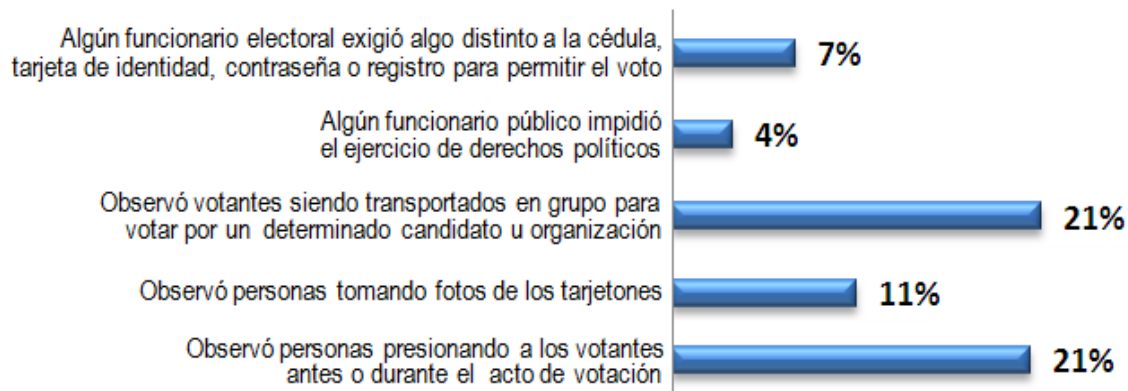 Algún funcionario electoral exigió algo distinto a la cédula,
tarjeta de identidad, contraseña o registro para permitir el voto
7%
Algún funcionario público impidió
el ejercicio de derechos políticos
4%
Observó votantes siendo transportados en grupo para
votar por un determinado candidato u organización
21%
Observó personas tomando fotos de los tarjetones
11%
Observó personas presionando a los votantes
antes o durante el acto de votación
21%